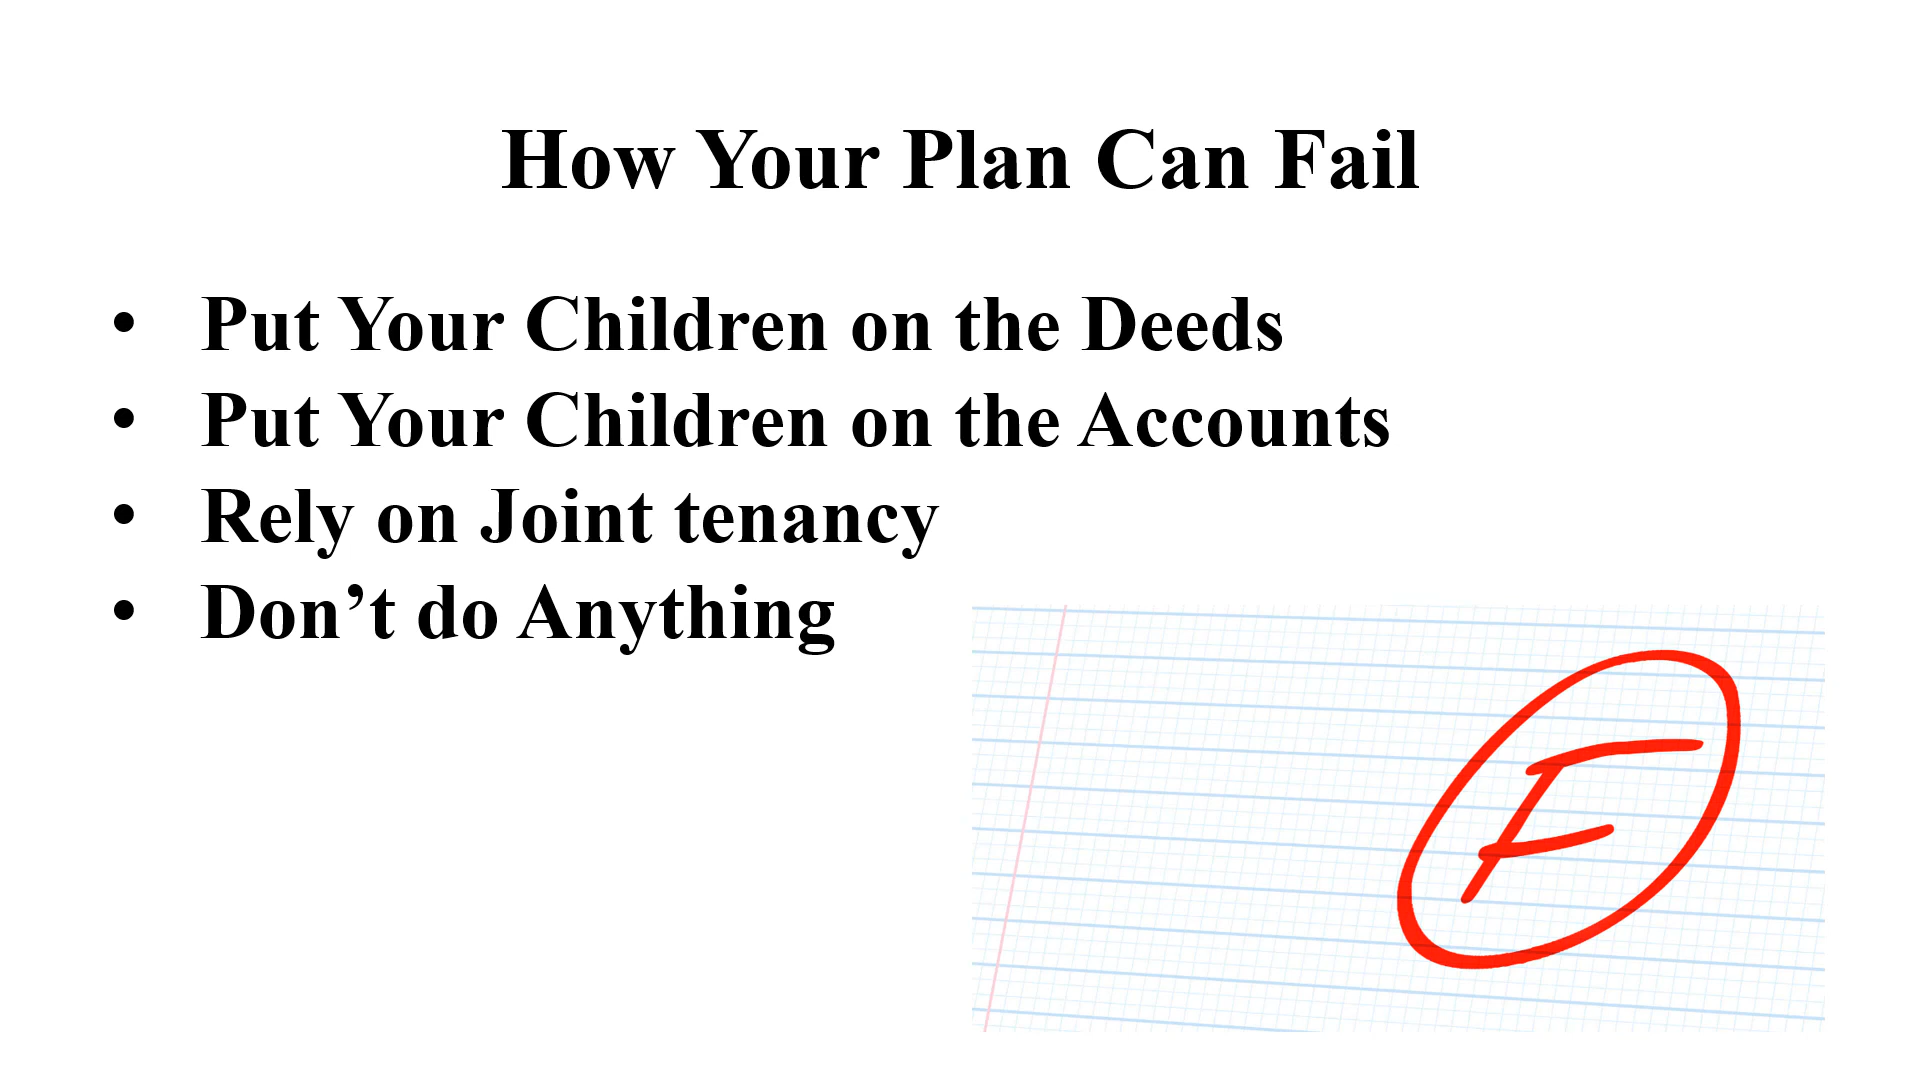 How Your Plan Can Fail
• Put Your Children on the Deeds
• Put Your Children on the Accounts
• Rely on Joint tenancy
• Don’t do Anything
F